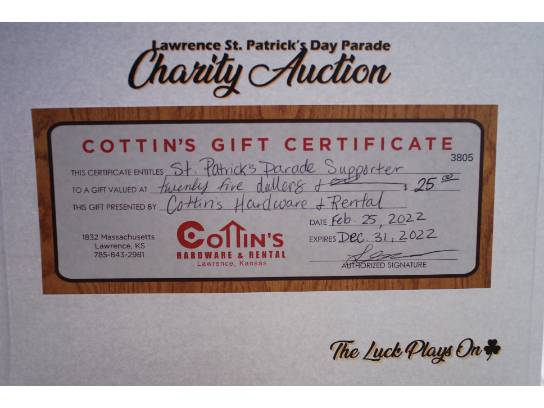 Lawrence St. Patrick's Day Parade
Charity Auction
COTTIN'S GIFT CERTIFICATE
3805
THIS CERTIFICATE ENTITLES St. Patricks Parade Supporter
TO A GIFT VALUED AT twenty five dollars & $ 25.00
THIS GIFT PRESENTED BY Cottins Hardware & Rental
DATE Feb 25, 2022
EXPIRES Dec. 31, 2022
AUTHORIZED SIGNATURE
1832 Massachusetts
Lawrence, KS
785-843-2981
COTTIN'S
HARDWARE & RENTAL
Lawrence, Kansas
The Luck Plays On